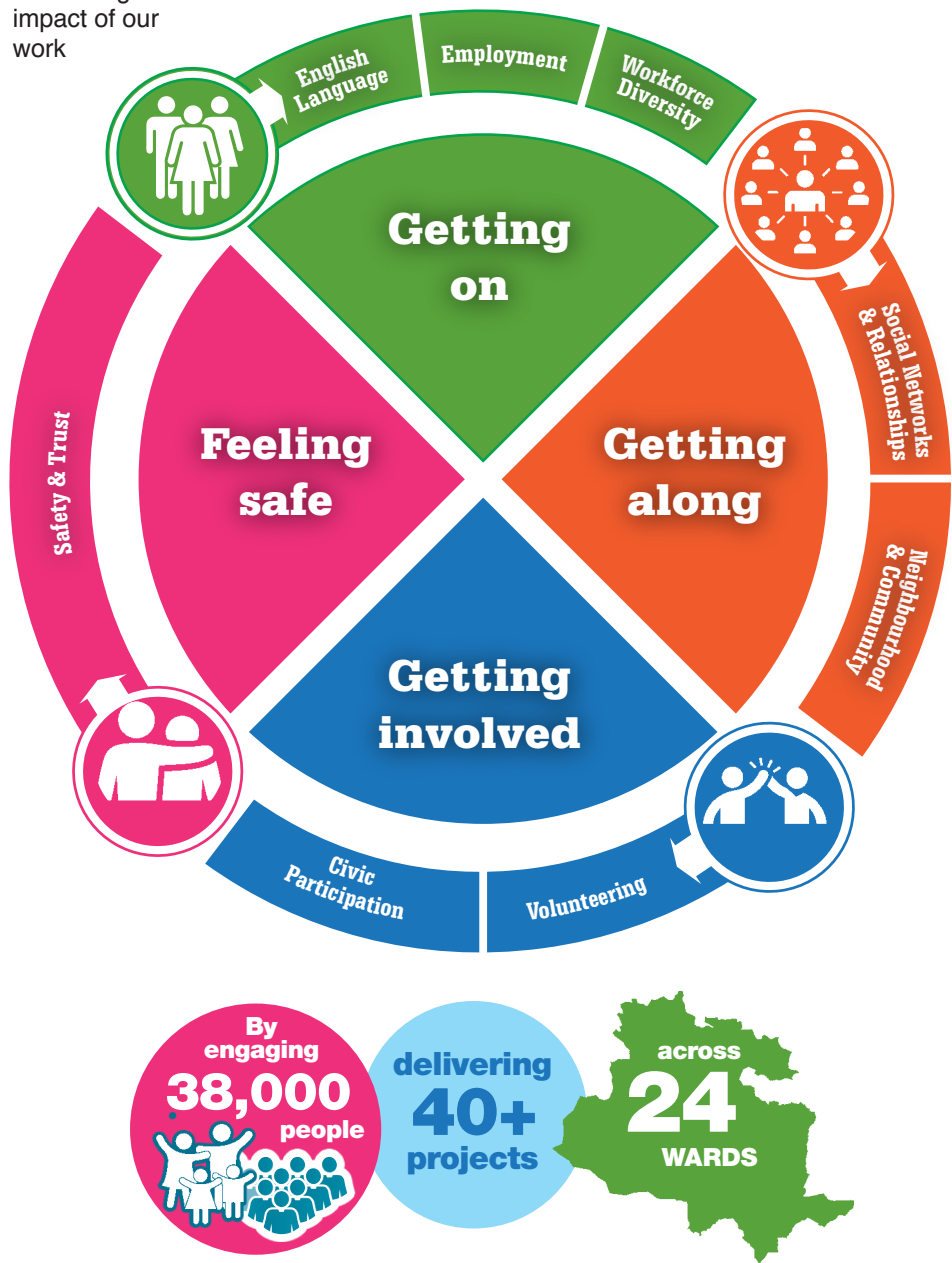 impact of our
work
English
Language
Employment
Workforce
Diversity
Getting
on
Social Networks
& Relationships
Feeling
safe
Getting
along
Safety & Trust
Neighbourhood
& Community
Getting
involved
Civic
Participation
Volunteering
By
engaging
38,000
people
delivering
40+
projects
across
24
WARDS